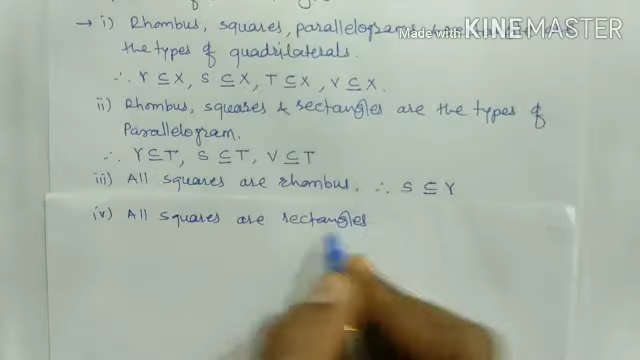 → i) Rhombus, squares, parallelograms,
Made with KINEMASTER
the types of quadrilaterals.
∴ Y ⊆ X, S ⊆ X, T ⊆ X, V ⊆ X.
ii) Rhombus, squares & rectangles are the types of
Parallelogram.
∴ Y ⊆ T, S ⊆ T, V ⊆ T
iii) All squares are rhombus. ∴ S ⊆ Y
iv) All squares are rectangles